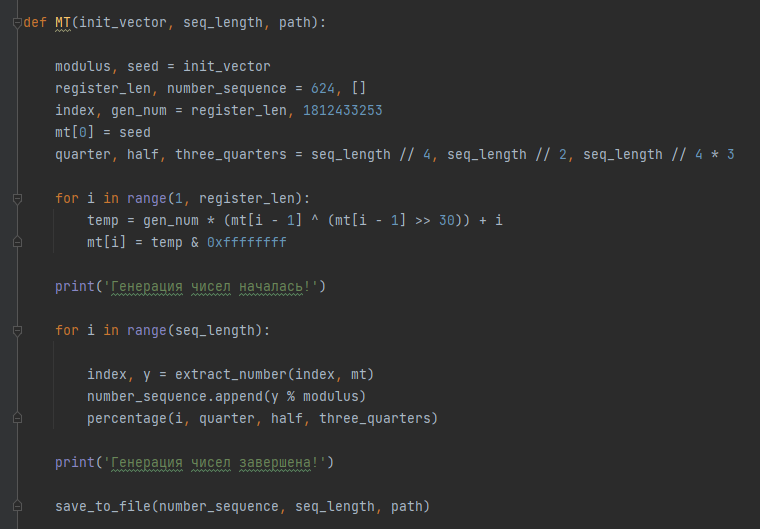 def MT(init_vector, seq_length, path):
modulus, seed = init_vector
register_len, number_sequence = 624, []
index, gen_num = register_len, 1812433253
mt[0] = seed
quarter, half, three_quarters = seq_length // 4, seq_length // 2, seq_length // 4 * 3
for i in range(1, register_len):
temp = gen_num * (mt[i - 1] ^ (mt[i - 1] >> 30)) + i
mt[i] = temp & 0xffffffff
print('Генерация чисел началась!')
for i in range(seq_length):
index, y = extract_number(index, mt)
number_sequence.append(y % modulus)
percentage(i, quarter, half, three_quarters)
print('Генерация чисел завершена!')
save_to_file(number_sequence, seq_length, path)